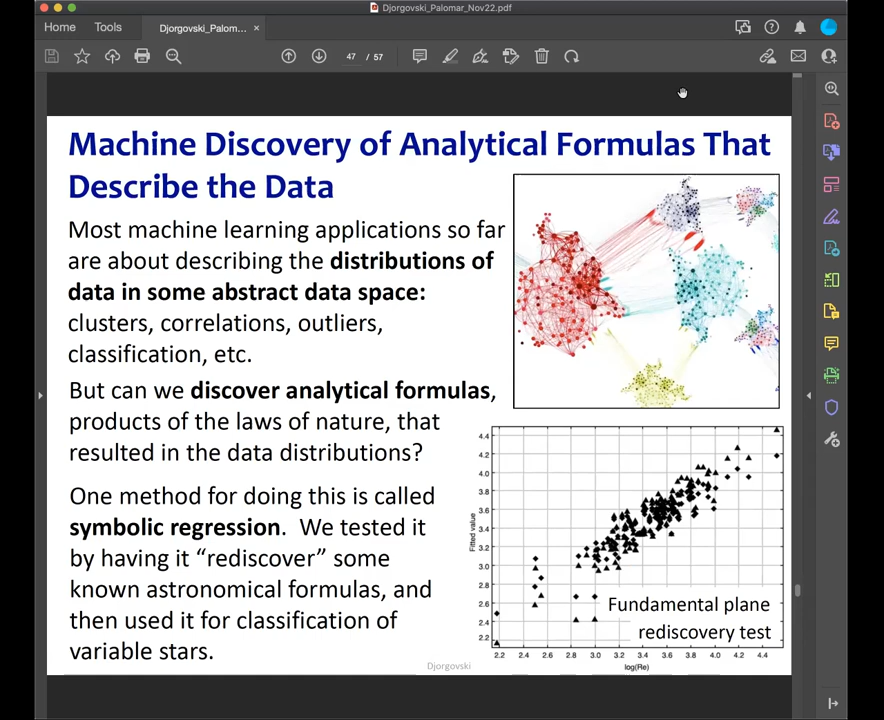 Djorgovski_Palomar_Nov22.pdf
Home Tools Djorgovski_Palom... ×
47 / 57
Machine Discovery of Analytical Formulas That
Describe the Data
Most machine learning applications so far
are about describing the distributions of
data in some abstract data space:
clusters, correlations, outliers,
classification, etc.
But can we discover analytical formulas,
products of the laws of nature, that
resulted in the data distributions?
One method for doing this is called
symbolic regression. We tested it
by having it “rediscover” some
known astronomical formulas, and
then used it for classification of
variable stars.
4.4
4.2
4.0
3.8
3.6
3.4
3.2
3.0
2.8
2.6
2.4
2.2
Fitted value
Fundamental plane
rediscovery test
2.2 2.4 2.6 2.8 3.0 3.2 3.4 3.6 3.8 4.0 4.2 4.4
log(Re)
Djorgovski